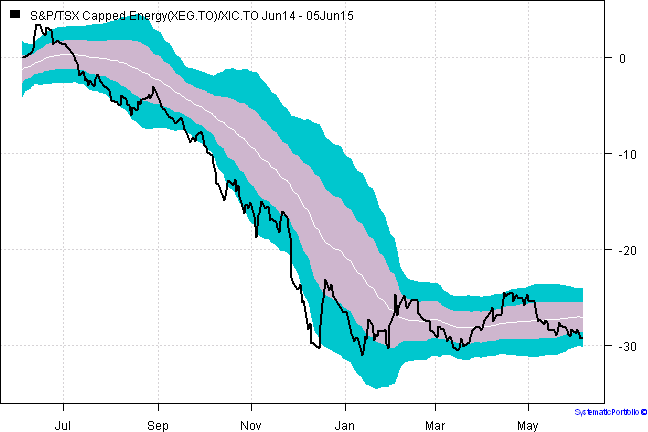 S&P/TSX Capped Energy(XEG.TO)/XIC.TO Jun14 - 05Jun15
0
-10
-20
-30
Jul Sep Nov Jan Mar May
SystematicPortfolio ©